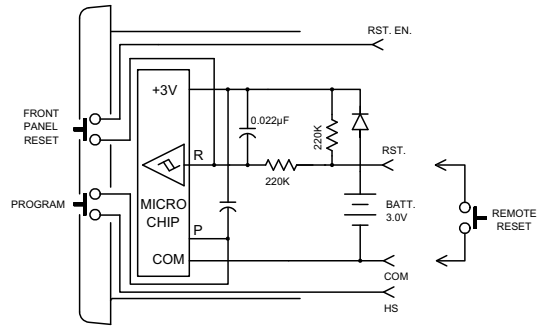 RST. EN.
+3V
FRONT
PANEL
RESET
0.022µF
220K
R
RST.
220K
PROGRAM
MICRO
CHIP
P
BATT.
3.0V
REMOTE
RESET
COM
COM
HS